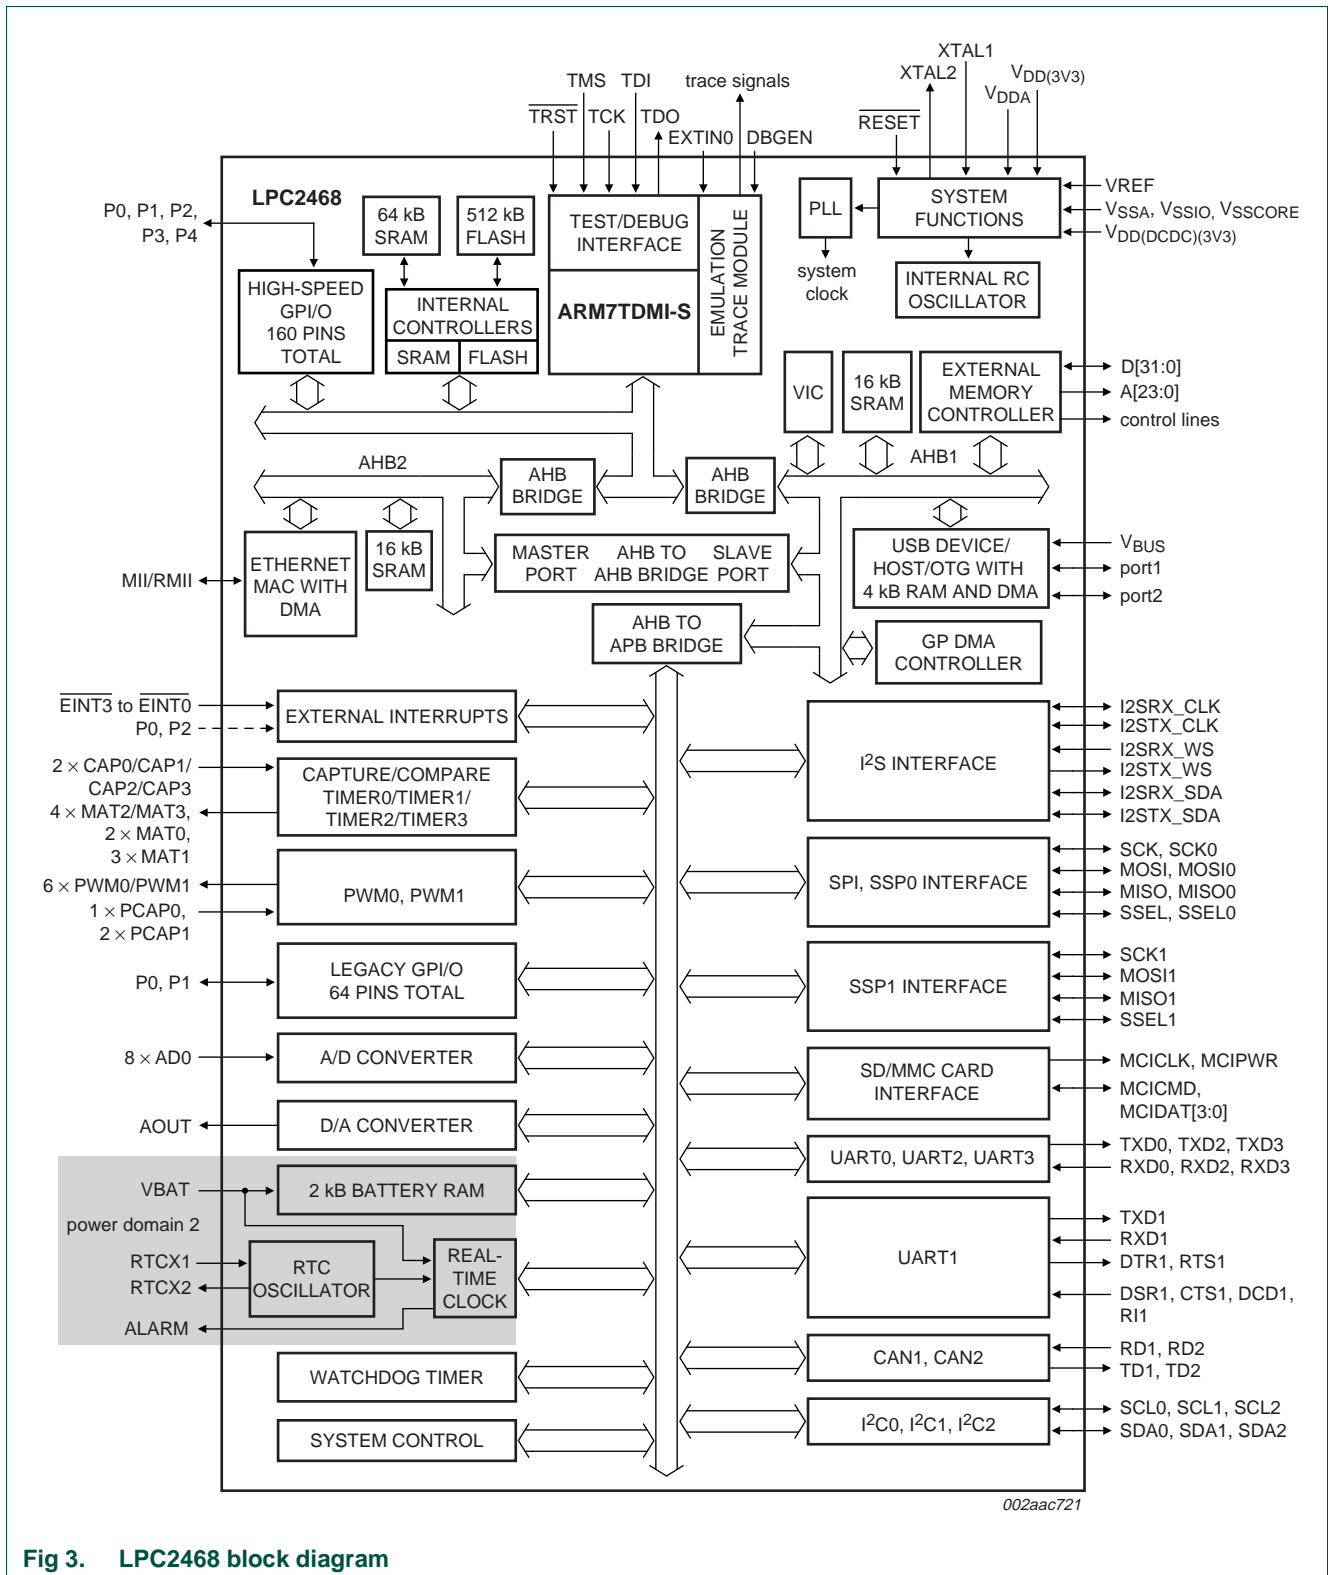 XTAL1
XTAL2
VDD(3V3)
VDDA
TMS TDI trace signals
TRST TCK TDO
EXTIN0 DBGEN
RESET
LPC2468
P0, P1, P2,
P3, P4
64 kB
SRAM
512 kB
FLASH
TEST/DEBUG
INTERFACE
EMULATION
TRACE MODULE
ARM7TDMI-S
PLL
SYSTEM
FUNCTIONS
VREF
VSSA, VSSIO, VSSCORE
VDD(DCDC)(3V3)
system
clock
INTERNAL RC
OSCILLATOR
HIGH-SPEED
GPI/O
160 PINS
TOTAL
INTERNAL
CONTROLLERS
SRAM FLASH
VIC
16 kB
SRAM
EXTERNAL
MEMORY
CONTROLLER
D[31:0]
A[23:0]
control lines
AHB2
AHB
BRIDGE
AHB
BRIDGE
AHB1
ETHERNET
MAC WITH
DMA
MII/RMII
16 kB
SRAM
MASTER AHB TO SLAVE
PORT AHB BRIDGE PORT
USB DEVICE/
HOST/OTG WITH
4 kB RAM AND DMA
VBUS
port1
port2
AHB TO
APB BRIDGE
GP DMA
CONTROLLER
EINT3 to EINT0
P0, P2
EXTERNAL INTERRUPTS
2 × CAP0/CAP1/
CAP2/CAP3
4 × MAT2/MAT3,
2 × MAT0,
3 × MAT1
CAPTURE/COMPARE
TIMER0/TIMER1/
TIMER2/TIMER3
6 × PWM0/PWM1
1 × PCAP0,
2 × PCAP1
PWM0, PWM1
P0, P1
LEGACY GPI/O
64 PINS TOTAL
8 × AD0
A/D CONVERTER
AOUT
D/A CONVERTER
VBAT
2 kB BATTERY RAM
power domain 2
RTCX1
RTCX2
RTC
OSCILLATOR
REAL-
TIME
CLOCK
ALARM
WATCHDOG TIMER
SYSTEM CONTROL
I2S INTERFACE
I2SRX_CLK
I2STX_CLK
I2SRX_WS
I2STX_WS
I2SRX_SDA
I2STX_SDA
SPI, SSP0 INTERFACE
SCK, SCK0
MOSI, MOSI0
MISO, MISO0
SSEL, SSEL0
SSP1 INTERFACE
SCK1
MOSI1
MISO1
SSEL1
SD/MMC CARD
INTERFACE
MCICLK, MCIPWR
MCICMD,
MCIDAT[3:0]
UART0, UART2, UART3
TXD0, TXD2, TXD3
RXD0, RXD2, RXD3
UART1
TXD1
RXD1
DTR1, RTS1
DSR1, CTS1, DCD1,
RI1
CAN1, CAN2
RD1, RD2
TD1, TD2
I2C0, I2C1, I2C2
SCL0, SCL1, SCL2
SDA0, SDA1, SDA2
002aac721
Fig 3. LPC2468 block diagram